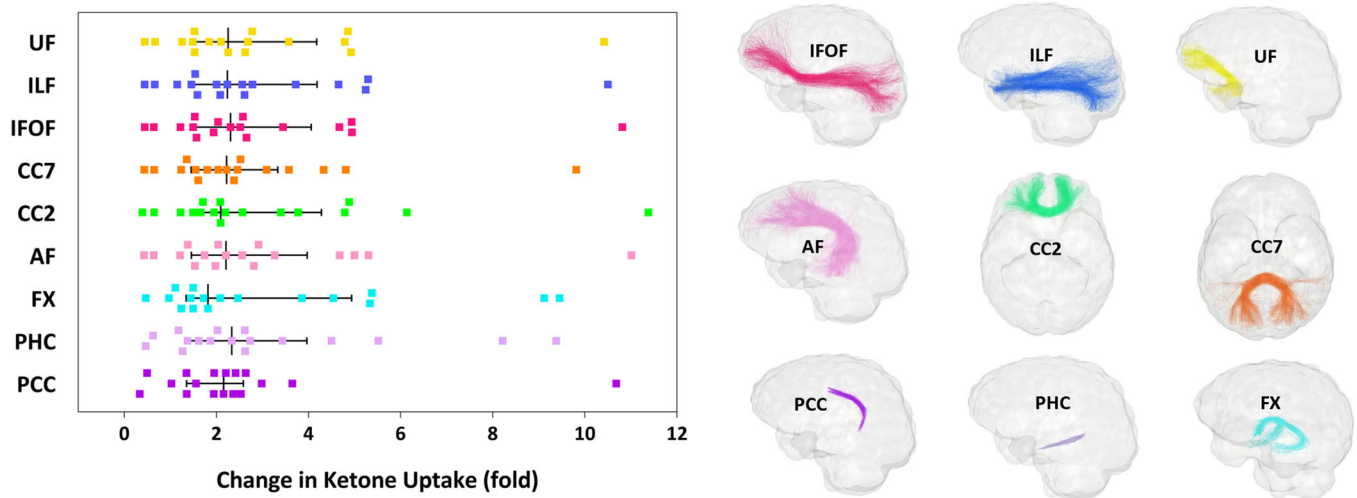 UF
ILF
IFOF
CC7
CC2
AF
FX
PHC
PCC
0 2 4 6 8 10 12
Change in Ketone Uptake (fold)
IFOF ILF UF
AF CC2 CC7
PCC PHC FX